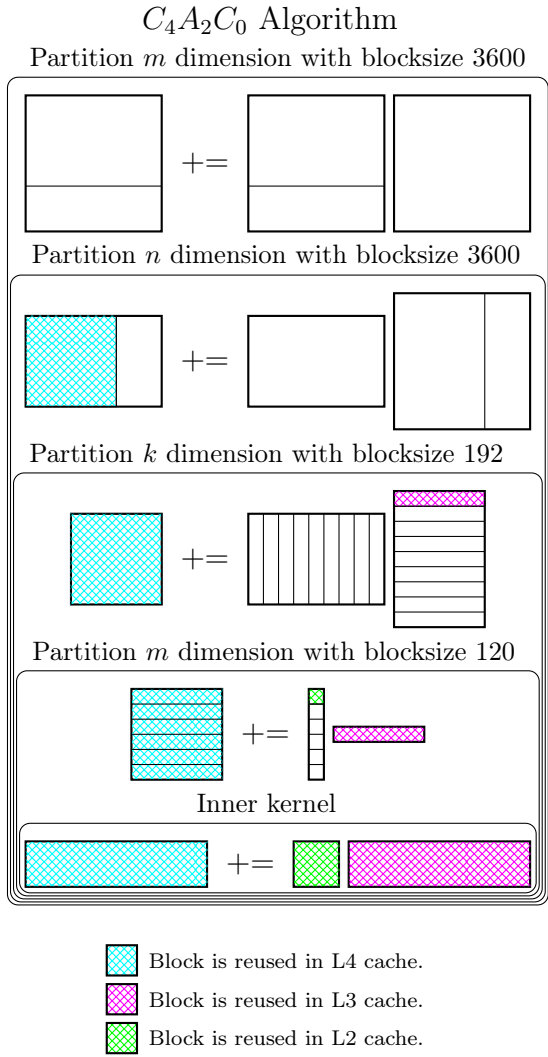 C₄A₂C₀ Algorithm
Partition m dimension with blocksize 3600
+=
Partition n dimension with blocksize 3600
+=
Partition k dimension with blocksize 192
+=
Partition m dimension with blocksize 120
+=
Inner kernel
+=
Block is reused in L4 cache.
Block is reused in L3 cache.
Block is reused in L2 cache.